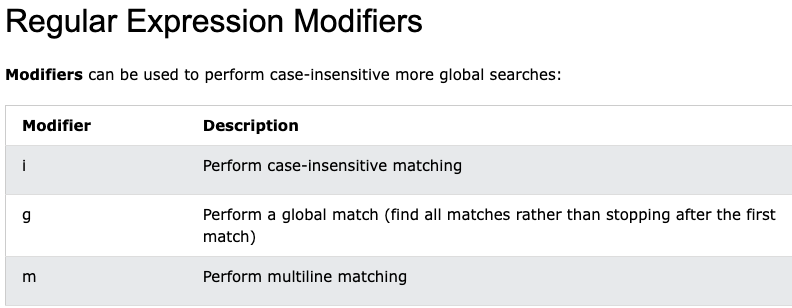 Regular Expression Modifiers
Modifiers can be used to perform case-insensitive more global searches:
Modifier Description
i Perform case-insensitive matching
g Perform a global match (find all matches rather than stopping after the first
match)
m Perform multiline matching